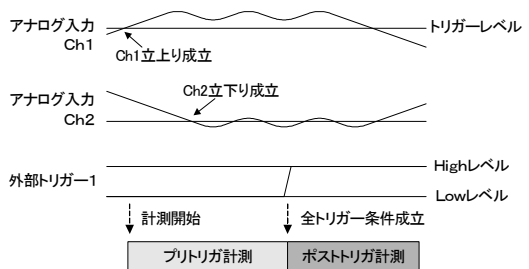 アナログ入力
Ch1
トリガーレベル
Ch1立上り成立
アナログ入力
Ch2
Ch2立下り成立
外部トリガー1
Highレベル
Lowレベル
計測開始
全トリガー条件成立
プリトリガ計測
ポストトリガ計測